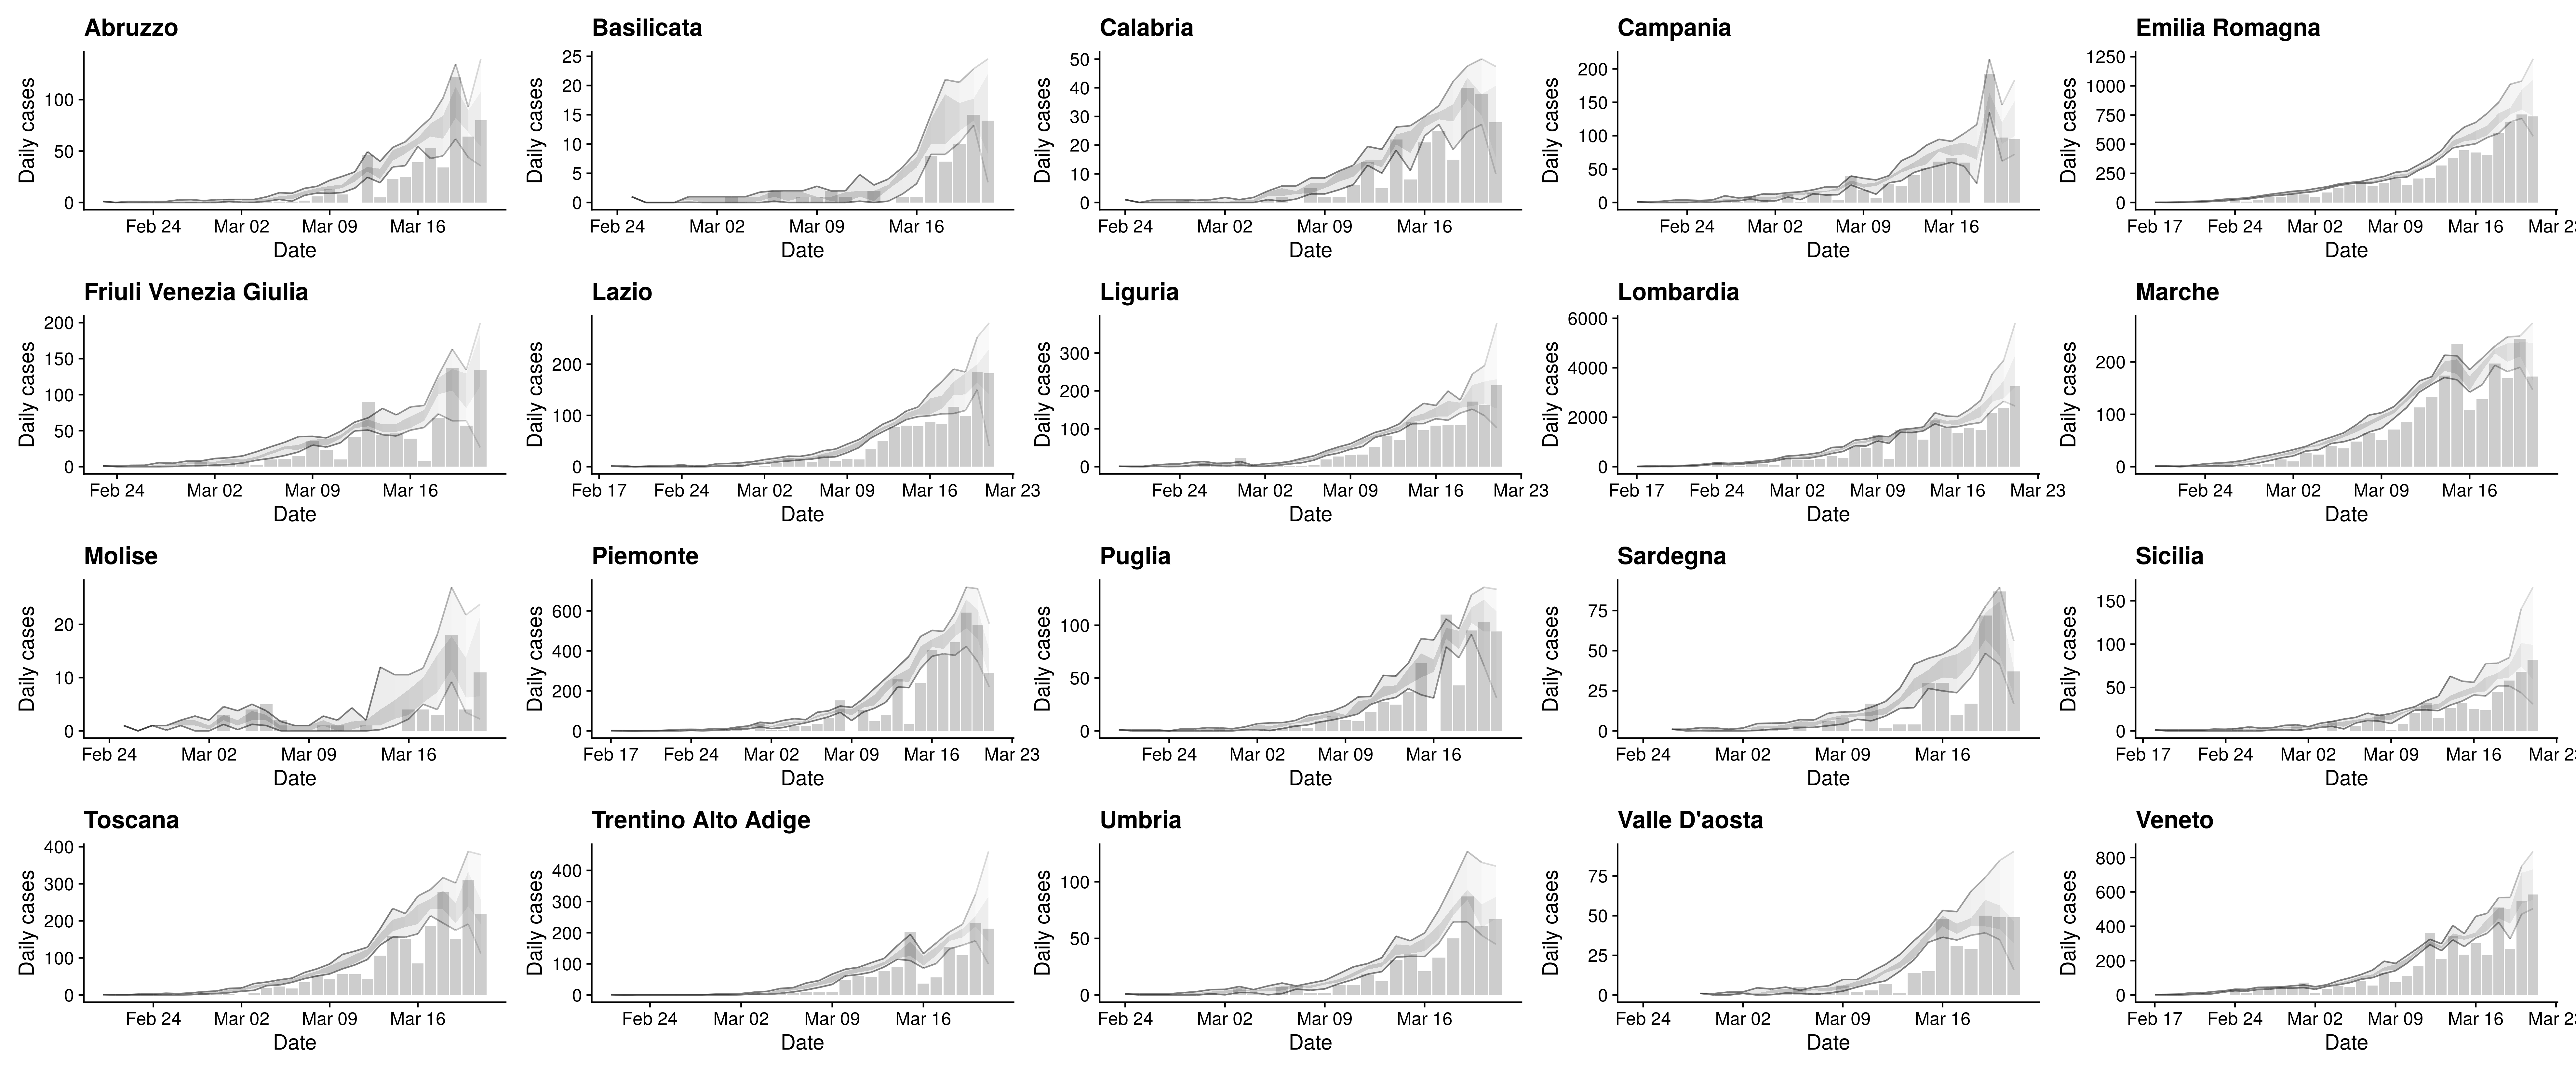 Abruzzo
Daily cases
100
50
0
Feb 24 Mar 02 Mar 09 Mar 16
Date
Basilicata
Daily cases
25
20
15
10
5
0
Feb 24 Mar 02 Mar 09 Mar 16
Date
Calabria
Daily cases
50
40
30
20
10
0
Feb 24 Mar 02 Mar 09 Mar 16
Date
Campania
Daily cases
200
150
100
50
0
Feb 24 Mar 02 Mar 09 Mar 16
Date
Emilia Romagna
Daily cases
1250
1000
750
500
250
0
Feb 17 Feb 24 Mar 02 Mar 09 Mar 16 Mar
Date
Friuli Venezia Giulia
Daily cases
200
150
100
50
0
Feb 24 Mar 02 Mar 09 Mar 16
Date
Lazio
Daily cases
200
100
0
Feb 17 Feb 24 Mar 02 Mar 09 Mar 16 Mar 23
Date
Liguria
Daily cases
300
200
100
0
Feb 24 Mar 02 Mar 09 Mar 16 Mar 23
Date
Lombardia
Daily cases
6000
4000
2000
0
Feb 17 Feb 24 Mar 02 Mar 09 Mar 16 Mar 23
Date
Marche
Daily cases
200
100
0
Feb 24 Mar 02 Mar 09 Mar 16
Date
Molise
Daily cases
20
10
0
Feb 24 Mar 02 Mar 09 Mar 16
Date
Piemonte
Daily cases
600
400
200
0
Feb 17 Feb 24 Mar 02 Mar 09 Mar 16 Mar 23
Date
Puglia
Daily cases
100
50
0
Feb 24 Mar 02 Mar 09 Mar 16
Date
Sardegna
Daily cases
75
50
25
0
Feb 24 Mar 02 Mar 09 Mar 16
Date
Sicilia
Daily cases
150
100
50
0
Feb 17 Feb 24 Mar 02 Mar 09 Mar 16 Mar
Date
Toscana
Daily cases
400
300
200
100
0
Feb 24 Mar 02 Mar 09 Mar 16
Date
Trentino Alto Adige
Daily cases
400
300
200
100
0
Feb 24 Mar 02 Mar 09 Mar 16
Date
Umbria
Daily cases
100
50
0
Feb 24 Mar 02 Mar 09 Mar 16
Date
Valle D'aosta
Daily cases
75
50
25
0
Feb 24 Mar 02 Mar 09 Mar 16
Date
Veneto
Daily cases
800
600
400
200
0
Feb 17 Feb 24 Mar 02 Mar 09 Mar 16 Mar
Date